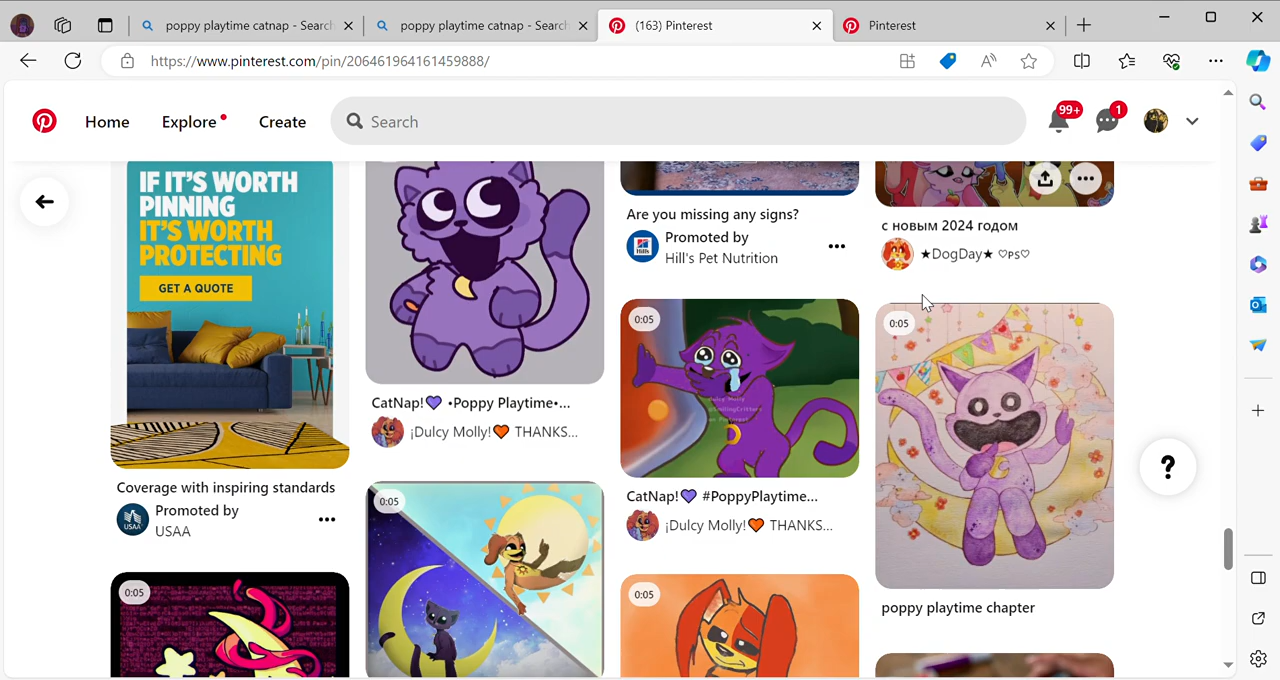 poppy playtime catnap - Search
poppy playtime catnap - Search
(163) Pinterest
Pinterest
https://www.pinterest.com/pin/206461964161459888/
Home
Explore
Create
Search
99+
1
IF IT'S WORTH
PINNING
IT'S WORTH
PROTECTING
GET A QUOTE
Coverage with inspiring standards
Promoted by
USAA
USAA
0:05
CatNap!💜 •Poppy Playtime•...
¡Dulcy Molly!🧡 THANKS...
0:05
Are you missing any signs?
Hill's
Promoted by
Hill's Pet Nutrition
0:05
Dulcy Molly
CatNap!💜 #PoppyPlaytime...
¡Dulcy Molly!🧡 THANKS...
0:05
с новым 2024 годом
★DogDay★ ♡PS♡
0:05
poppy playtime chapter
?